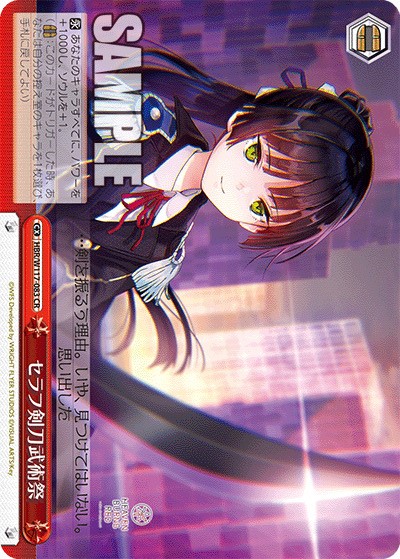 SAMPLE
【永】 あなたのキャラすべてに、パワーを
+1000し、ソウルを+1。
(:このカードがトリガーした時、あ
なたは自分の控え室のキャラを1枚選び、
手札に戻してよい)
…剣を振るう理由。いや、見つけてはいない。
思い出した
CX HBR/W117-083 CR
セラフ剣刀武術祭
©WFS Developed by WRIGHT FLYER STUDIOS ©VISUAL ARTS/Key
HEAVEN
BURNS
RED